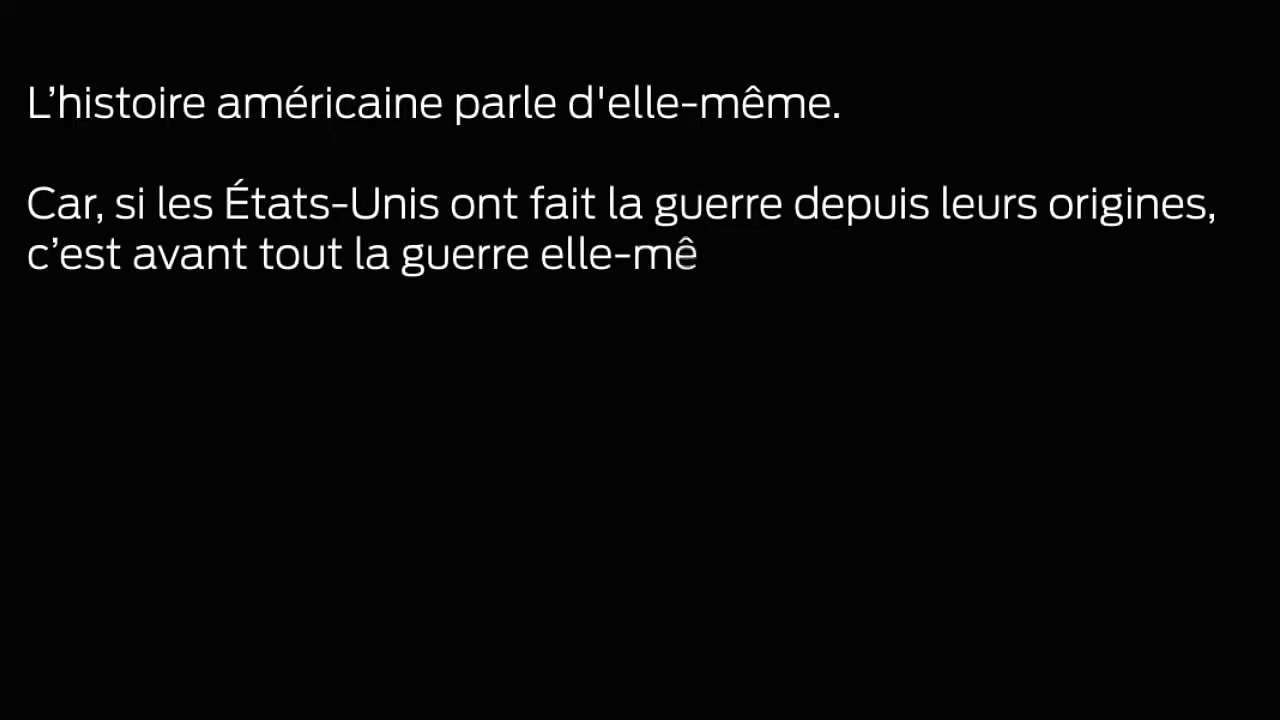 L’histoire américaine parle d'elle-même.
Car, si les États-Unis ont fait la guerre depuis leurs origines,
c’est avant tout la guerre elle-mê